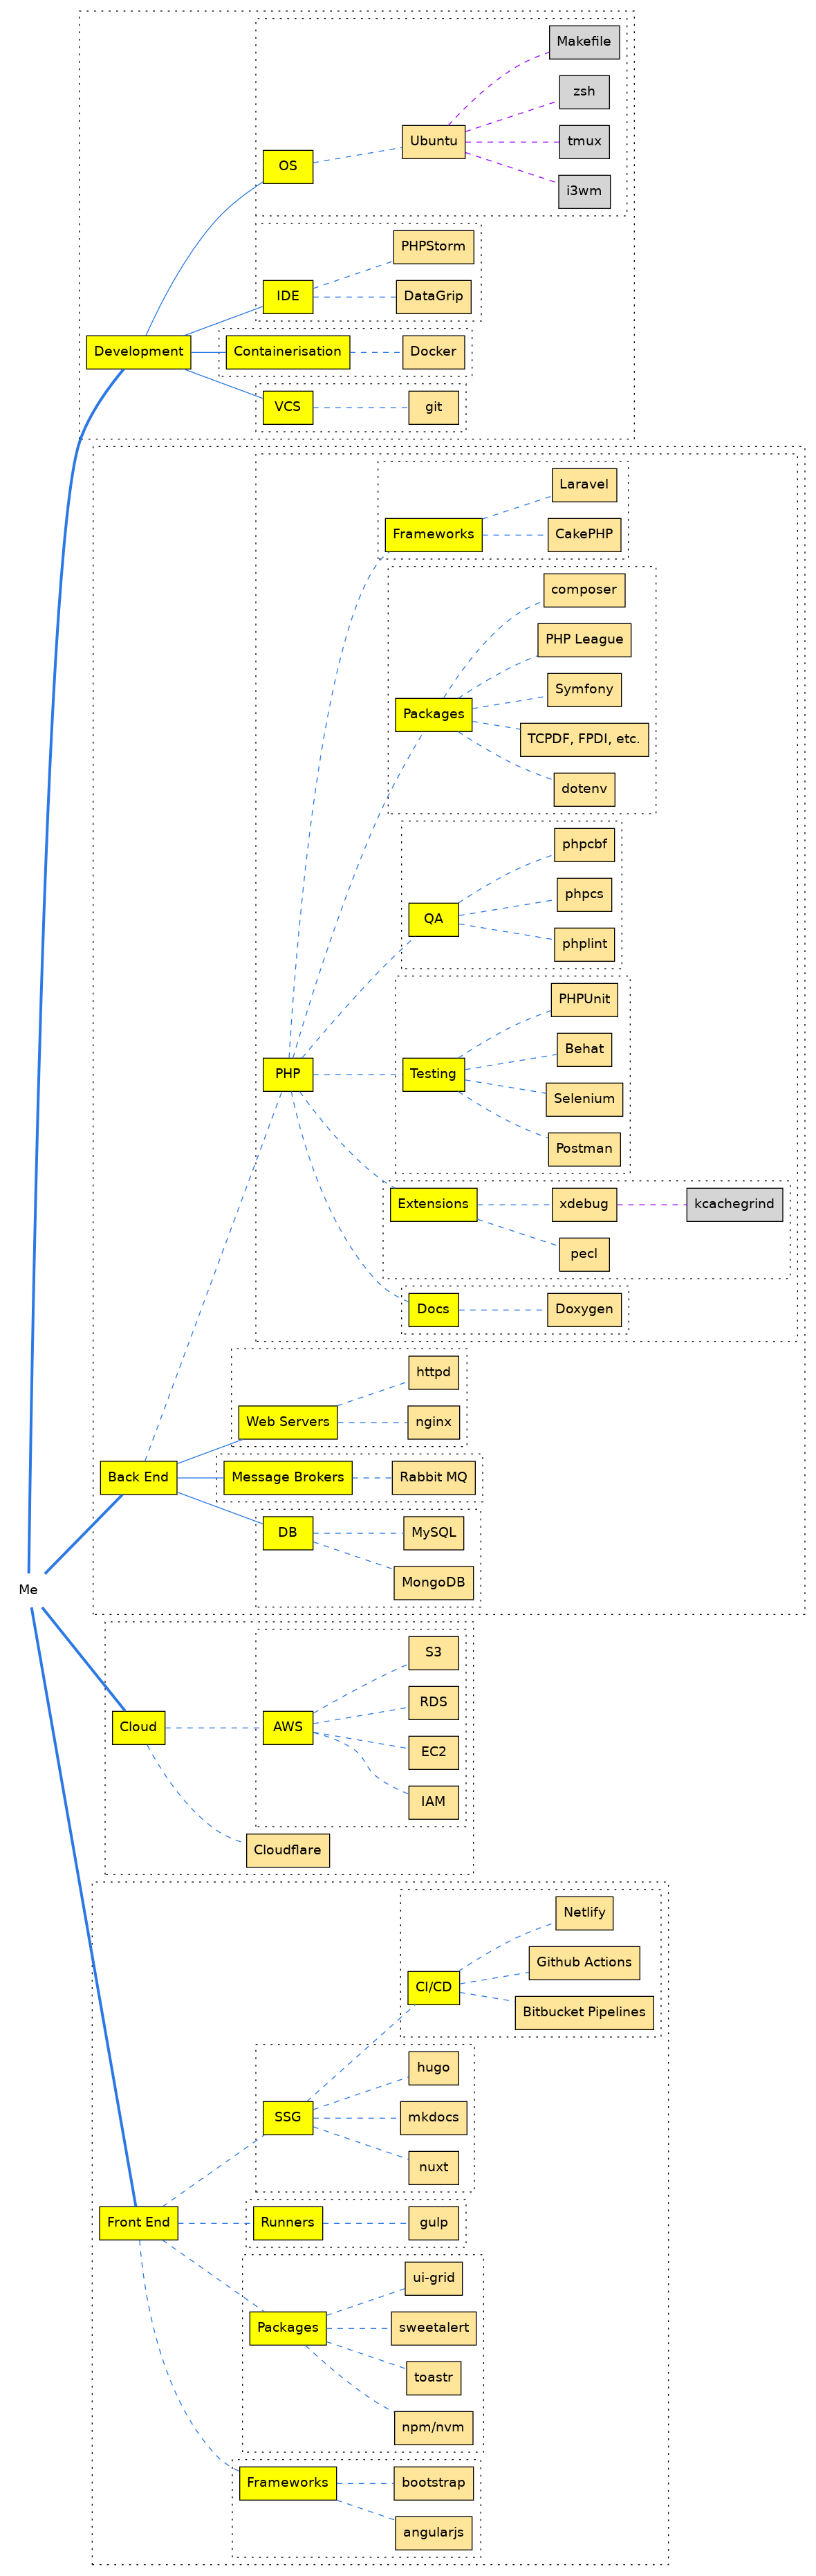 Makefile
zsh
Ubuntu
tmux
OS
i3wm
PHPStorm
IDE
DataGrip
Development
Containerisation
Docker
VCS
git
Laravel
Frameworks
CakePHP
composer
PHP League
Symfony
Packages
TCPDF, FPDI, etc.
dotenv
phpcbf
phpcs
QA
phplint
PHPUnit
Behat
PHP
Testing
Selenium
Postman
Extensions
xdebug
kcachegrind
pecl
Docs
Doxygen
httpd
Web Servers
nginx
Back End
Message Brokers
Rabbit MQ
DB
MySQL
MongoDB
Me
S3
RDS
Cloud
AWS
EC2
IAM
Cloudflare
Netlify
Github Actions
CI/CD
Bitbucket Pipelines
hugo
SSG
mkdocs
nuxt
Front End
Runners
gulp
ui-grid
Packages
sweetalert
toastr
npm/nvm
Frameworks
bootstrap
angularjs